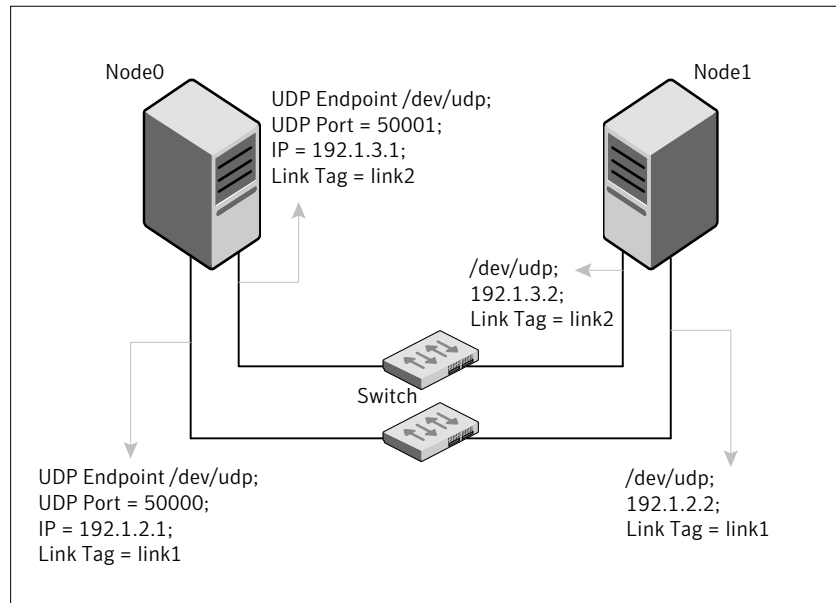 Node0
Node1
UDP Endpoint /dev/udp;
UDP Port = 50001;
IP = 192.1.3.1;
Link Tag = link2
/dev/udp;
192.1.3.2;
Link Tag = link2
Switch
UDP Endpoint /dev/udp;
UDP Port = 50000;
IP = 192.1.2.1;
Link Tag = link1
/dev/udp;
192.1.2.2;
Link Tag = link1